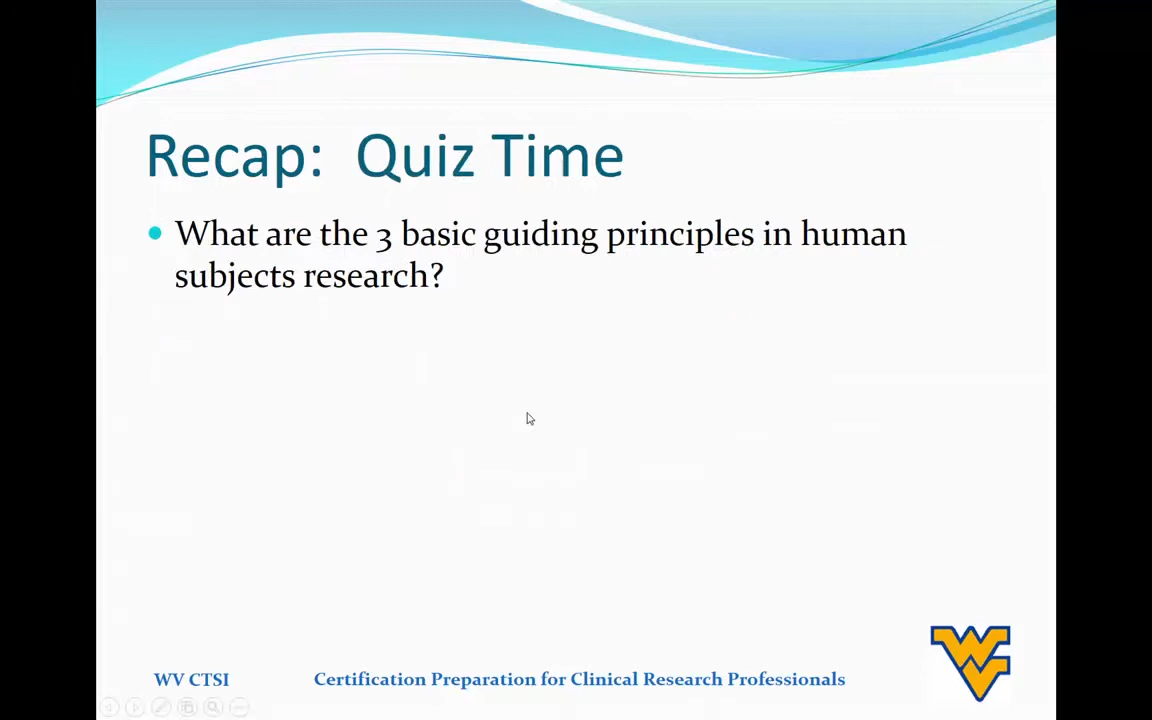 Recap: Quiz Time
What are the 3 basic guiding principles in human
subjects research?
WV CTSI
Certification Preparation for Clinical Research Professionals